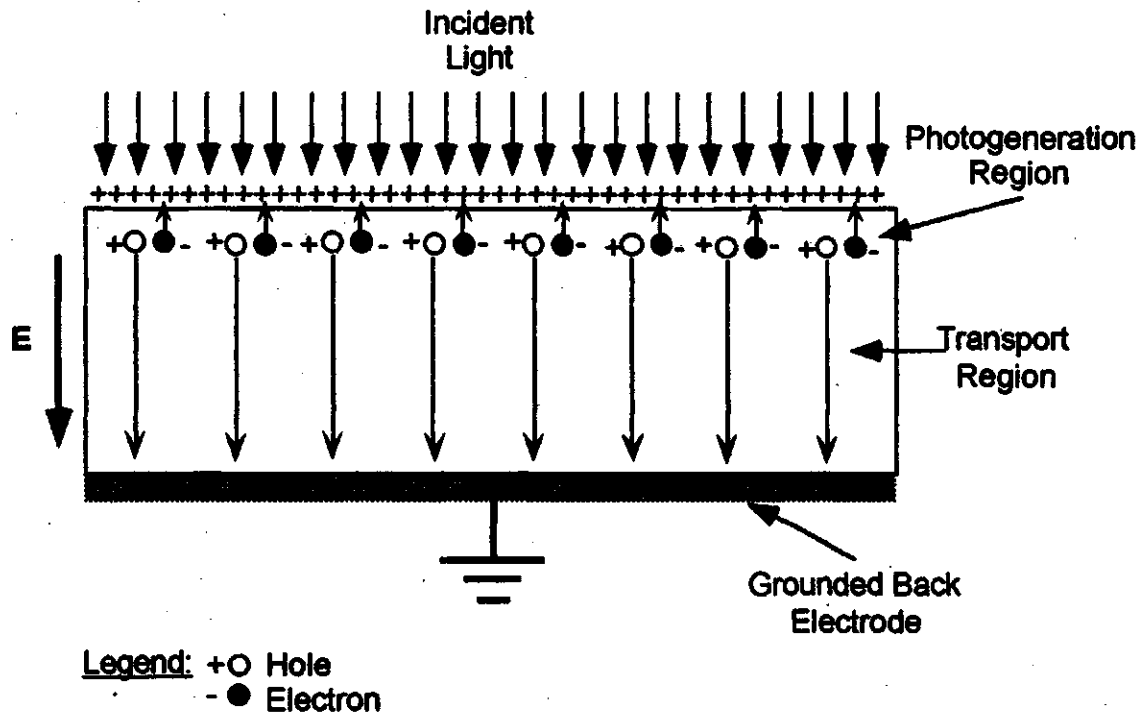 Incident
Light
Photogeneration
Region
+++++++++++++++++++++++++++++++++++++++++++++
+ - + - + - + - + - + - + - + -
E
Transport
Region
Grounded Back
Electrode
Legend: + Hole
- Electron